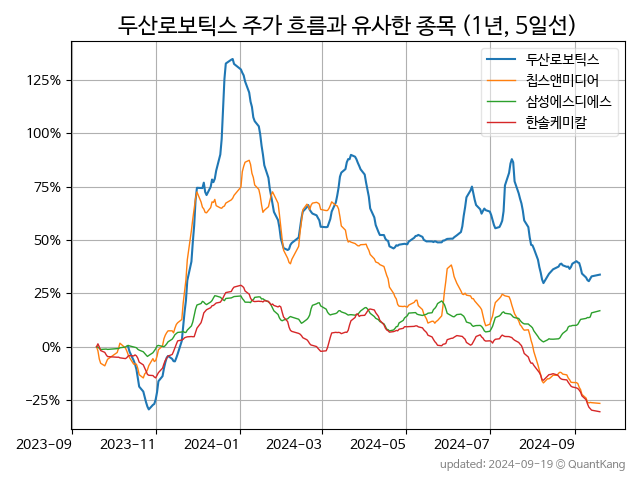 두산로보틱스 주가 흐름과 유사한 종목 (1년, 5일선)
두산로보틱스
칩스앤미디어
삼성에스디에스
한솔케미칼
125%
100%
75%
50%
25%
0%
−25%
2023-09 2023-11 2024-01 2024-03 2024-05 2024-07 2024-09
updated: 2024-09-19 © QuantKang